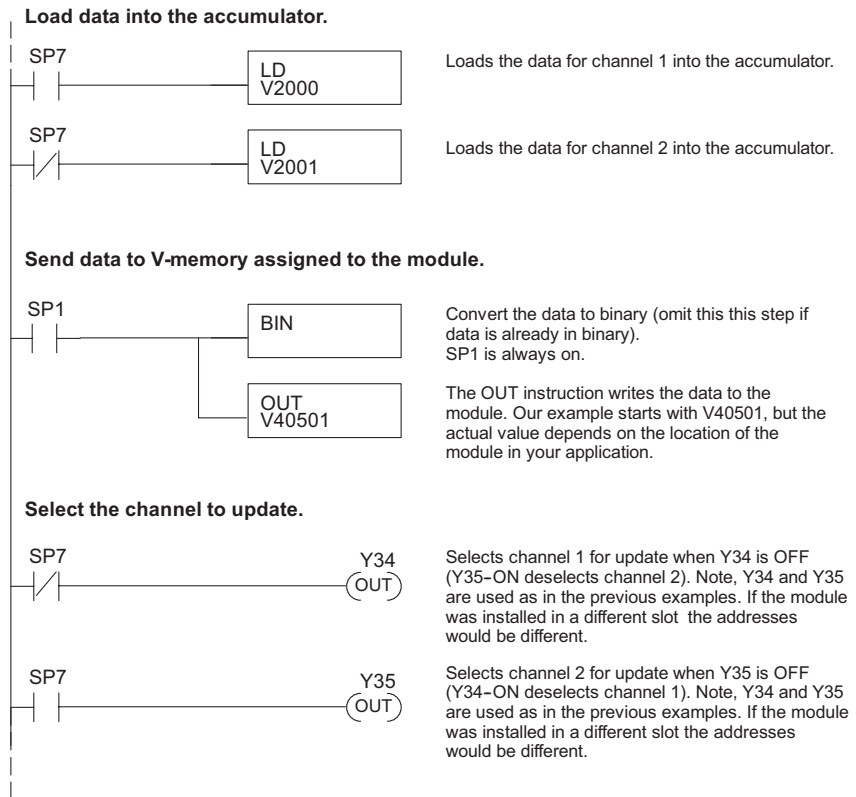 Load data into the accumulator.
SP7
LD
V2000
Loads the data for channel 1 into the accumulator.
SP7
LD
V2001
Loads the data for channel 2 into the accumulator.
Send data to V-memory assigned to the module.
SP1
BIN
Convert the data to binary (omit this this step if
data is already in binary).
SP1 is always on.
OUT
V40501
The OUT instruction writes the data to the
module. Our example starts with V40501, but the
actual value depends on the location of the
module in your application.
Select the channel to update.
SP7
Y34
OUT
Selects channel 1 for update when Y34 is OFF
(Y35-ON deselects channel 2). Note, Y34 and Y35
are used as in the previous examples. If the module
was installed in a different slot the addresses
would be different.
SP7
Y35
OUT
Selects channel 2 for update when Y35 is OFF
(Y34-ON deselects channel 1). Note, Y34 and Y35
are used as in the previous examples. If the module
was installed in a different slot the addresses
would be different.